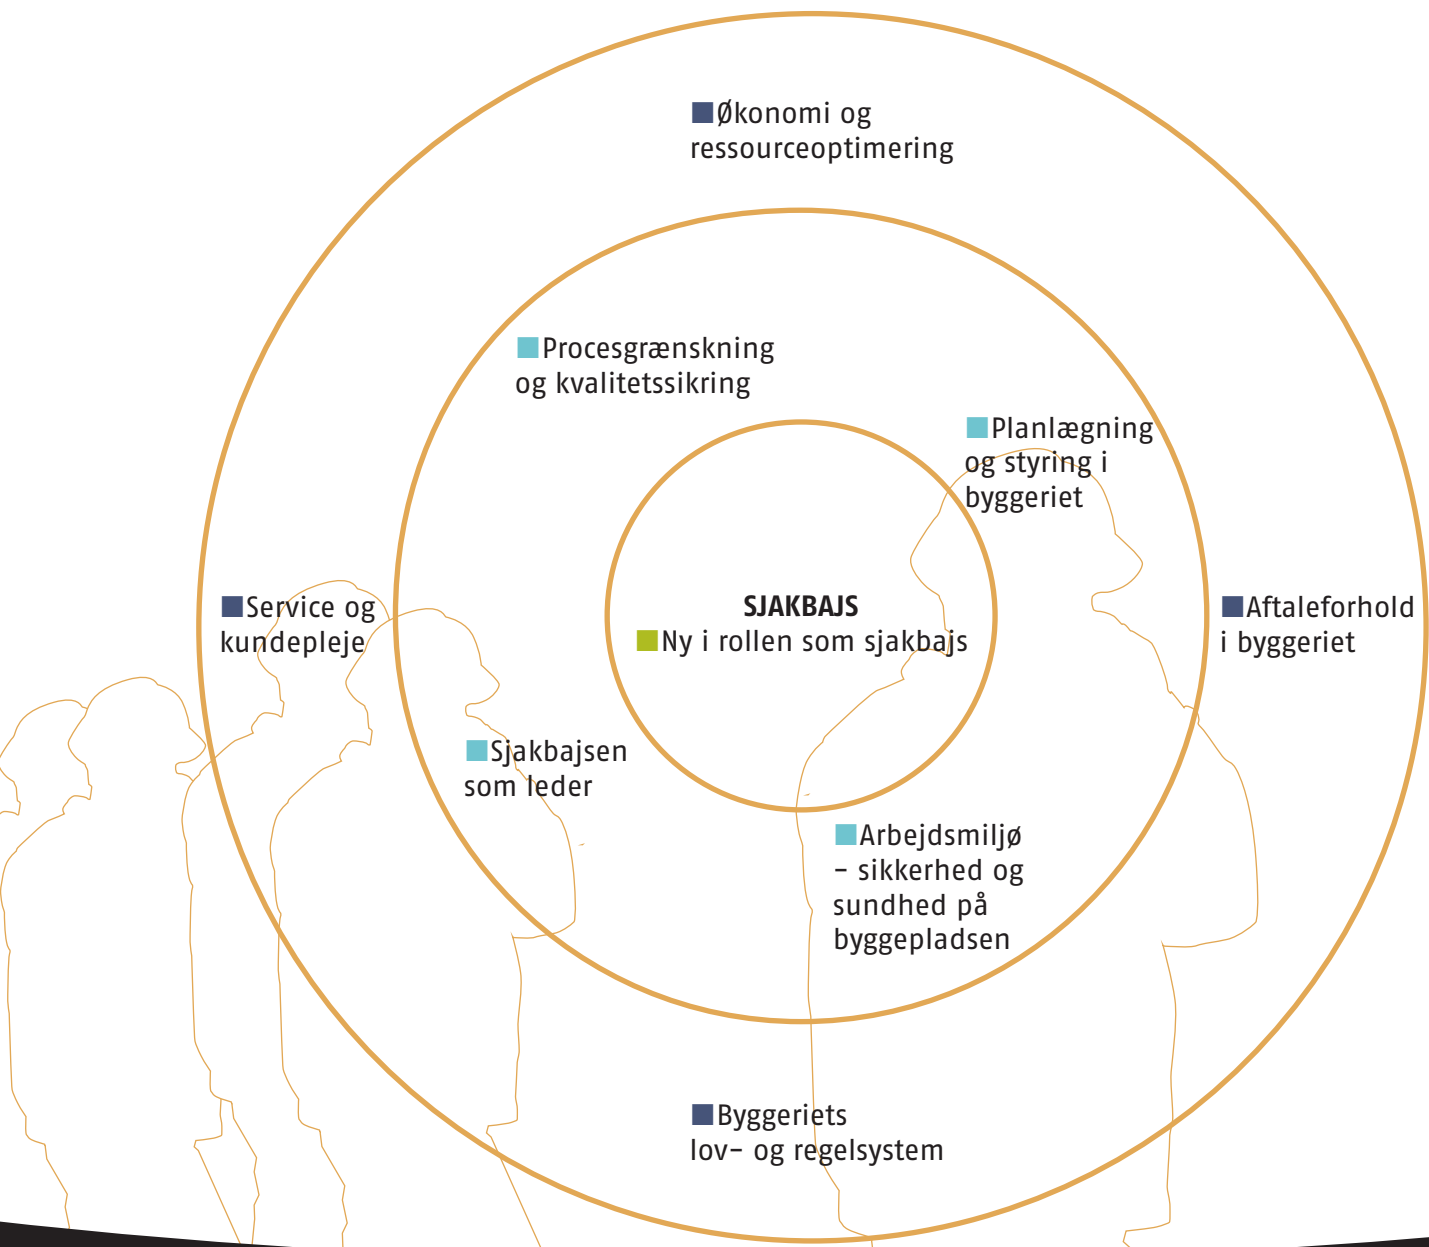 Økonomi og
ressourceoptimering
Procesgrænskning
og kvalitetssikring
Planlægning
og styring i
byggeriet
SJAKBAJS
Ny i rollen som sjakbajs
Service og
kundepleje
Aftaleforhold
i byggeriet
Sjakbajsen
som leder
Arbejdsmiljø
– sikkerhed og
sundhed på
byggepladsen
Byggeriets
lov- og regelsystem